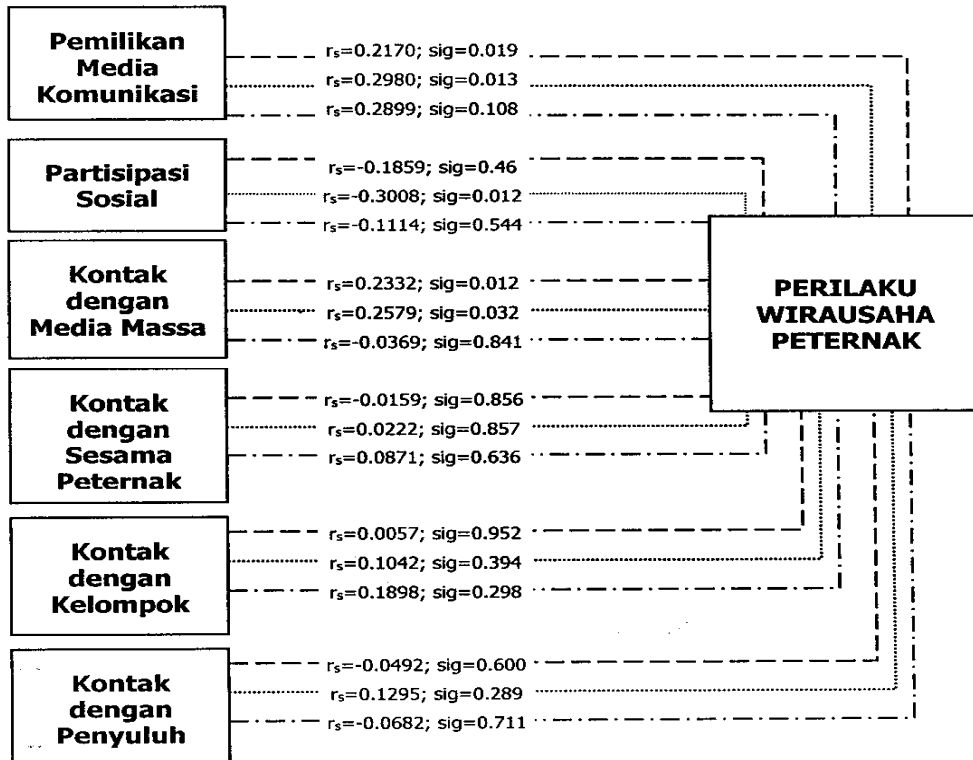 Pemilikan
Media
Komunikasi
rs=0.2170; sig=0.019
rs=0.2980; sig=0.013
rs=0.2899; sig=0.108
Partisipasi
Sosial
rs=-0.1859; sig=0.46
rs=-0.3008; sig=0.012
rs=-0.1114; sig=0.544
Kontak
dengan
Media Massa
rs=0.2332; sig=0.012
rs=0.2579; sig=0.032
rs=-0.0369; sig=0.841
PERILAKU
WIRAUSAHA
PETERNAK
Kontak
dengan
Sesama
Peternak
rs=-0.0159; sig=0.856
rs=0.0222; sig=0.857
rs=0.0871; sig=0.636
Kontak
dengan
Kelompok
rs=0.0057; sig=0.952
rs=0.1042; sig=0.394
rs=0.1898; sig=0.298
Kontak
dengan
Penyuluh
rs=-0.0492; sig=0.600
rs=0.1295; sig=0.289
rs=-0.0682; sig=0.711